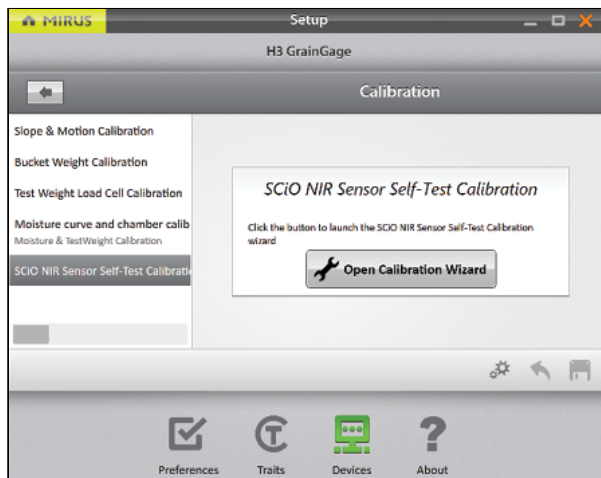 MIRUS
Setup
H3 GrainGage
Calibration
Slope & Motion Calibration
Bucket Weight Calibration
Test Weight Load Cell Calibration
Moisture curve and chamber calib
Moisture & TestWeight Calibration
SCiO NIR Sensor Self-Test Calibrati
SCiO NIR Sensor Self-Test Calibration
Click the button to launch the SCiO NIR Sensor Self-Test Calibration
wizard
Open Calibration Wizard
Preferences
Traits
Devices
About